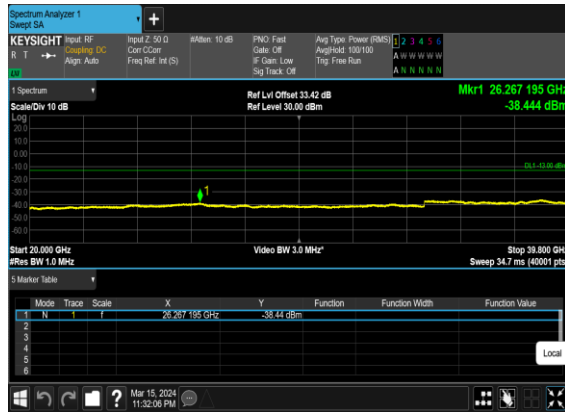 Spectrum Analyzer 1
Swept SA
+
KEYSIGHT Input: RF Input Z: 50 Ω #Atten: 10 dB PNO: Fast Avg Type: Power (RMS) 1 2 3 4 5 6
R T Coupling: DC Corr CCorr Gate: Off Avg|Hold: 100/100 A W W W W W
Align: Auto Freq Ref: Int (S) IF Gain: Low Trig: Free Run
LU Sig Track: Off A N N N N N
1 Spectrum Ref Lvl Offset 33.42 dB Mkr1 26.267 195 GHz
Scale/Div 10 dB Ref Level 30.00 dBm -38.444 dBm
Log
20.0
10.0
0.00
-10.0 DL1 -13.00 dBm
-20.0
-30.0 1
-40.0
-50.0
-60.0
Start 20.000 GHz Video BW 3.0 MHz* Stop 39.800 GHz
#Res BW 1.0 MHz Sweep 34.7 ms (40001 pts
5 Marker Table
Mode Trace Scale X Y Function Function Width Function Value
1 N 1 f 26.267 195 GHz -38.44 dBm
2
3
4
5
6
Local
? Mar 15, 2024
11:32:06 PM